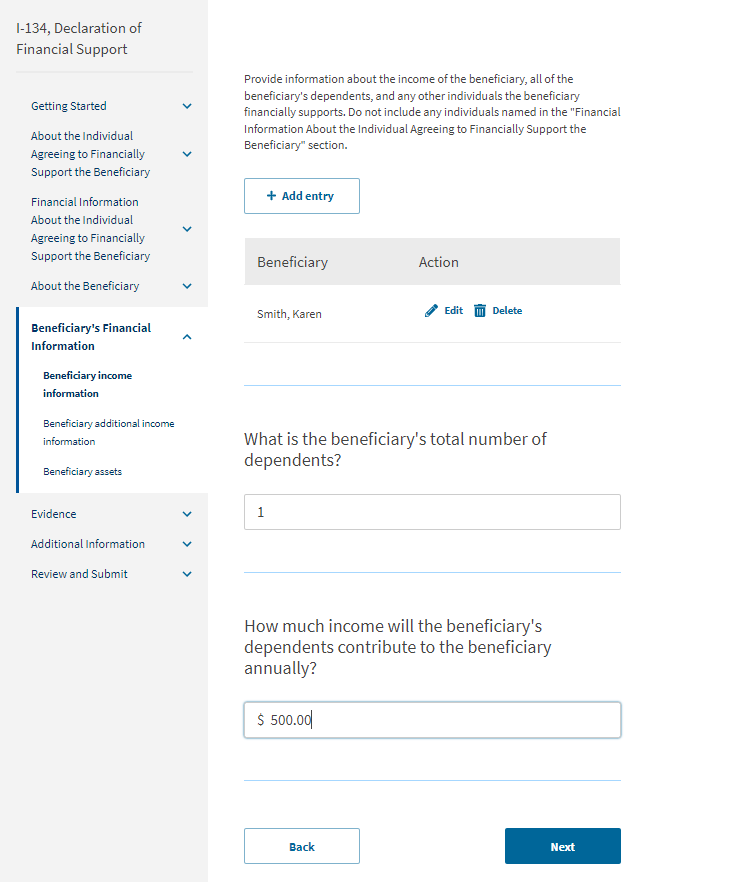 I-134, Declaration of
Financial Support
Getting Started
About the Individual
Agreeing to Financially
Support the Beneficiary
Financial Information
About the Individual
Agreeing to Financially
Support the Beneficiary
About the Beneficiary
Beneficiary's Financial
Information
Beneficiary income
information
Beneficiary additional income
information
Beneficiary assets
Evidence
Additional Information
Review and Submit
Provide information about the income of the beneficiary, all of the
beneficiary's dependents, and any other individuals the beneficiary
financially supports. Do not include any individuals named in the "Financial
Information About the Individual Agreeing to Financially Support the
Beneficiary" section.
+ Add entry
Beneficiary Action
Smith, Karen Edit Delete
What is the beneficiary's total number of
dependents?
1
How much income will the beneficiary's
dependents contribute to the beneficiary
annually?
$ 500.00
Back Next